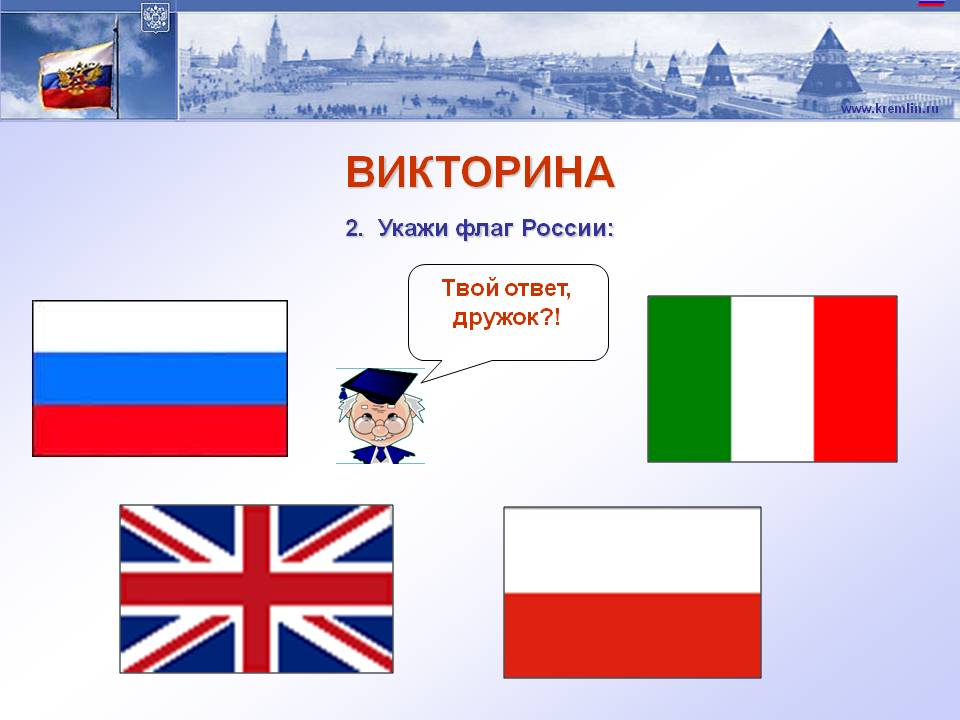 www.kremlin.ru
ВИКТОРИНА
2. Укажи флаг России:
Твой ответ,
дружок?!